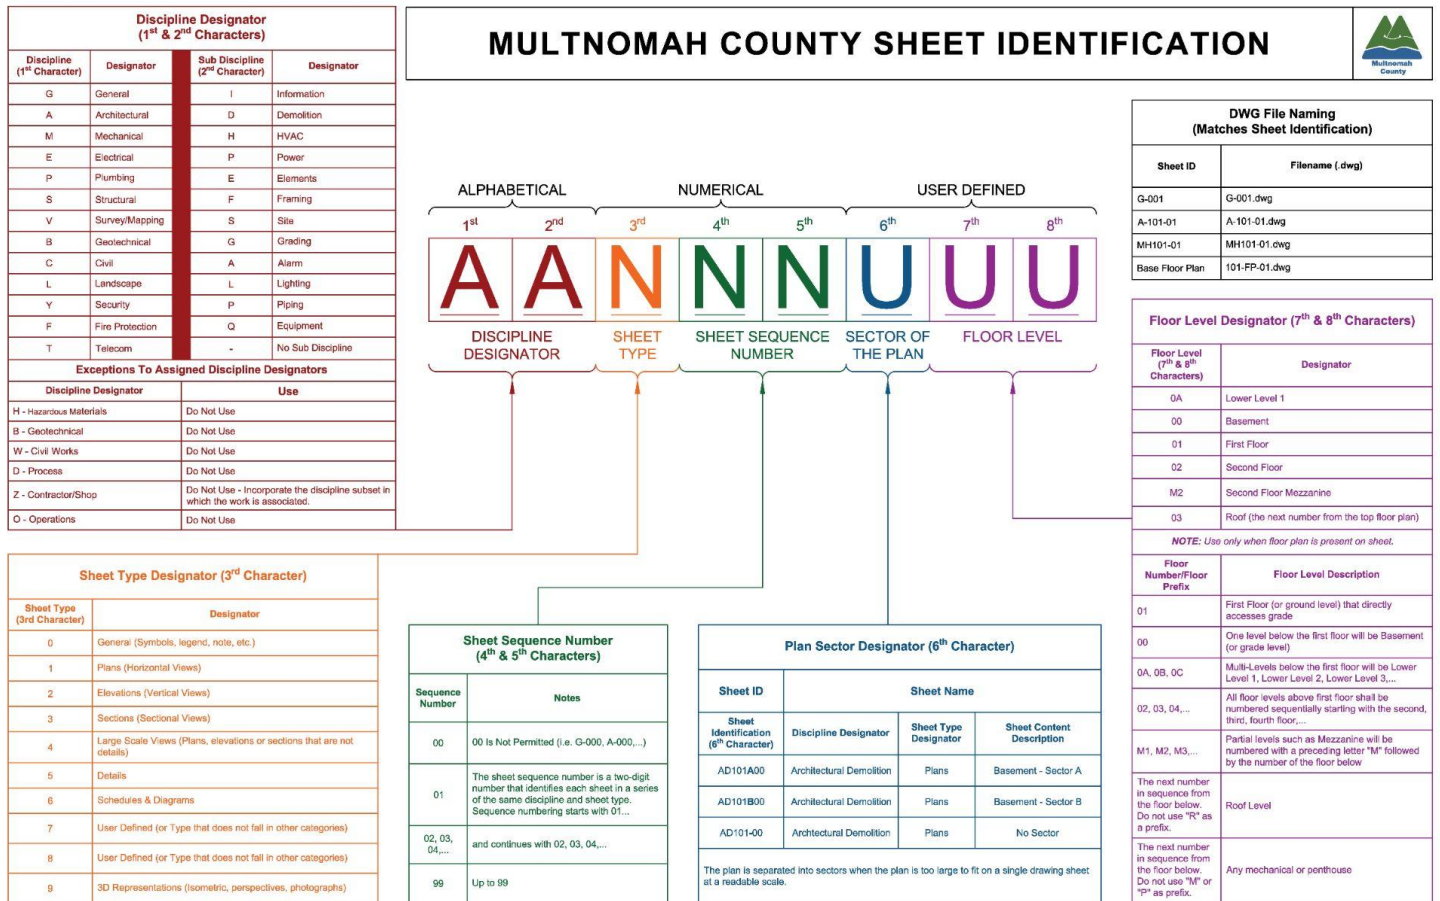 MULTNOMAH COUNTY SHEET IDENTIFICATION
Multnomah
County
Discipline Designator
(1st & 2nd Characters)
Discipline
(1st Character)
Designator
Sub Discipline
(2nd Character)
Designator
G General I Information
A Architectural D Demolition
M Mechanical H HVAC
E Electrical P Power
P Plumbing E Elements
S Structural F Framing
V Survey/Mapping S Site
B Geotechnical G Grading
C Civil A Alarm
L Landscape L Lighting
Y Security P Piping
F Fire Protection Q Equipment
T Telecom - No Sub Discipline
Exceptions To Assigned Discipline Designators
Discipline Designator Use
H - Hazardous Materials Do Not Use
B - Geotechnical Do Not Use
W - Civil Works Do Not Use
D - Process Do Not Use
Z - Contractor/Shop Do Not Use - Incorporate the discipline subset in
which the work is associated.
O - Operations Do Not Use
ALPHABETICAL NUMERICAL USER DEFINED
1st 2nd 3rd 4th 5th 6th 7th 8th
A A N N N U U U
DISCIPLINE
DESIGNATOR
SHEET
TYPE
SHEET SEQUENCE
NUMBER
SECTOR OF
THE PLAN
FLOOR LEVEL
DWG File Naming
(Matches Sheet Identification)
Sheet ID Filename (.dwg)
G-001 G-001.dwg
A-101-01 A-101-01.dwg
MH101-01 MH101-01.dwg
Base Floor Plan 101-FP-01.dwg
Floor Level Designator (7th & 8th Characters)
Floor Level
(7th & 8th
Characters)
Designator
0A Lower Level 1
00 Basement
01 First Floor
02 Second Floor
M2 Second Floor Mezzanine
03 Roof (the next number from the top floor plan)
NOTE: Use only when floor plan is present on sheet.
Floor
Number/Floor
Prefix
Floor Level Description
01 First Floor (or ground level) that directly
accesses grade
00 One level below the first floor will be Basement
(or grade level)
0A, 0B, 0C Multi-Levels below the first floor will be Lower
Level 1, Lower Level 2, Lower Level 3,...
02, 03, 04,... All floor levels above first floor shall be
numbered sequentially starting with the second,
third, fourth floor,...
M1, M2, M3,... Partial levels such as Mezzanine will be
numbered with a preceding letter "M" followed
by the number of the floor below
The next number
in sequence from
the floor below.
Do not use "R" as
a prefix.
Roof Level
The next number
in sequence from
the floor below.
Do not use "M" or
"P" as prefix.
Any mechanical or penthouse
Sheet Type Designator (3rd Character)
Sheet Type
(3rd Character)
Designator
0 General (Symbols, legend, note, etc.)
1 Plans (Horizontal Views)
2 Elevations (Vertical Views)
3 Sections (Sectional Views)
4 Large Scale Views (Plans, elevations or sections that are not
details)
5 Details
6 Schedules & Diagrams
7 User Defined (or Type that does not fall in other categories)
8 User Defined (or Type that does not fall in other categories)
9 3D Representations (Isometric, perspectives, photographs)
Sheet Sequence Number
(4th & 5th Characters)
Sequence
Number
Notes
00 00 Is Not Permitted (i.e. G-000, A-000,...)
01 The sheet sequence number is a two-digit
number that identifies each sheet in a series
of the same discipline and sheet type.
Sequence numbering starts with 01...
02, 03,
04,...
and continues with 02, 03, 04,...
99 Up to 99
Plan Sector Designator (6th Character)
Sheet ID Sheet Name
Sheet
Identification
(6th Character)
Discipline Designator
Sheet Type
Designator
Sheet Content
Description
AD101A00 Architectural Demolition Plans Basement - Sector A
AD101B00 Architectural Demolition Plans Basement - Sector B
AD101-00 Archtectural Demolition Plans No Sector
The plan is separated into sectors when the plan is too large to fit on a single drawing sheet
at a readable scale.